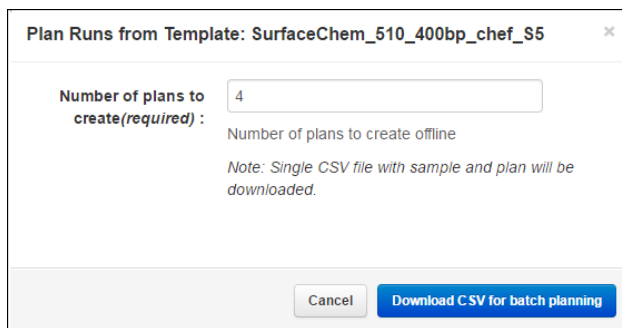 Plan Runs from Template: SurfaceChem_510_400bp_chef_S5 ×
Number of plans to 4
create(required) :
Number of plans to create offline
Note: Single CSV file with sample and plan will be
downloaded.
Cancel Download CSV for batch planning